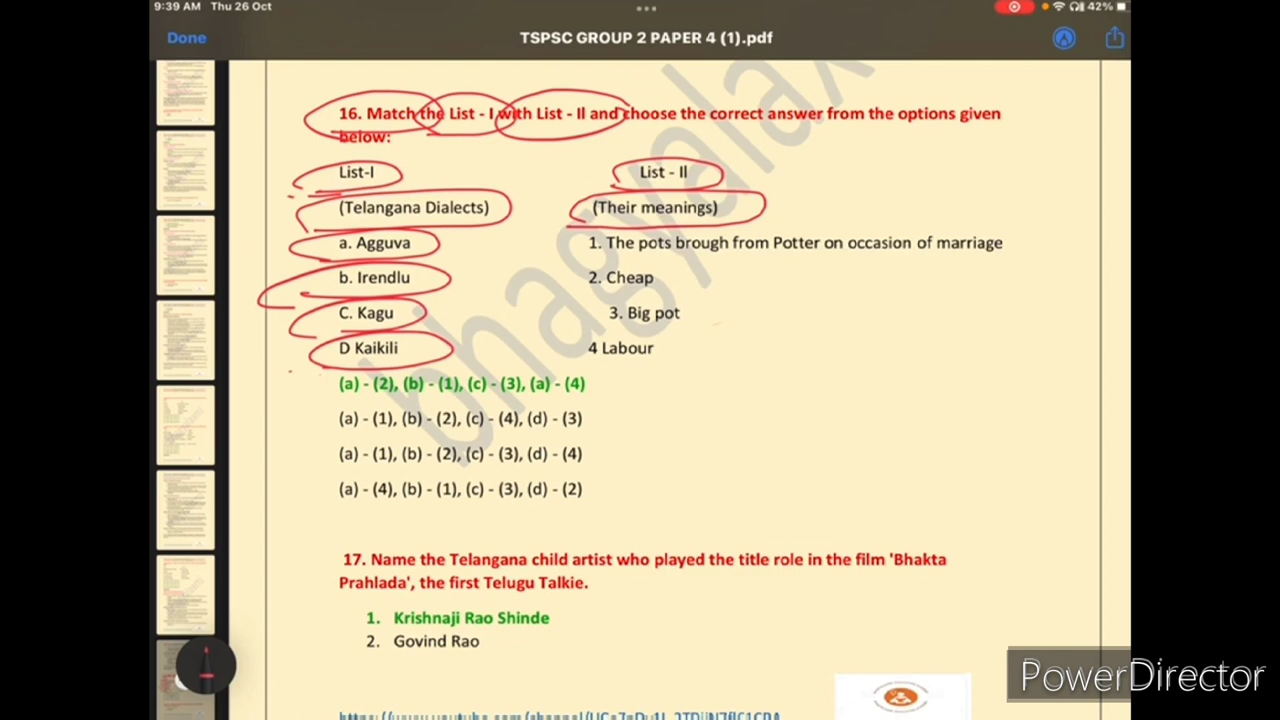 9:39 AM Thu 26 Oct
42%
Done
TSPSC GROUP 2 PAPER 4 (1).pdf
16. Match the List - I with List - Il and choose the correct answer from the options given
below:
List-I List - Il
(Telangana Dialects) (Their meanings)
a. Agguva 1. The pots brough from Potter on occasion of marriage
b. Irendlu 2. Cheap
C. Kagu 3. Big pot
D Kaikili 4 Labour
(a) - (2), (b) - (1), (c) - (3), (a) - (4)
(a) - (1), (b) - (2), (c) - (4), (d) - (3)
(a) - (1), (b) - (2), (c) - (3), (d) - (4)
(a) - (4), (b) - (1), (c) - (3), (d) - (2)
bhagyalax
17. Name the Telangana child artist who played the title role in the film 'Bhakta
Prahlada', the first Telugu Talkie.
1. Krishnaji Rao Shinde
2. Govind Rao
PowerDirector